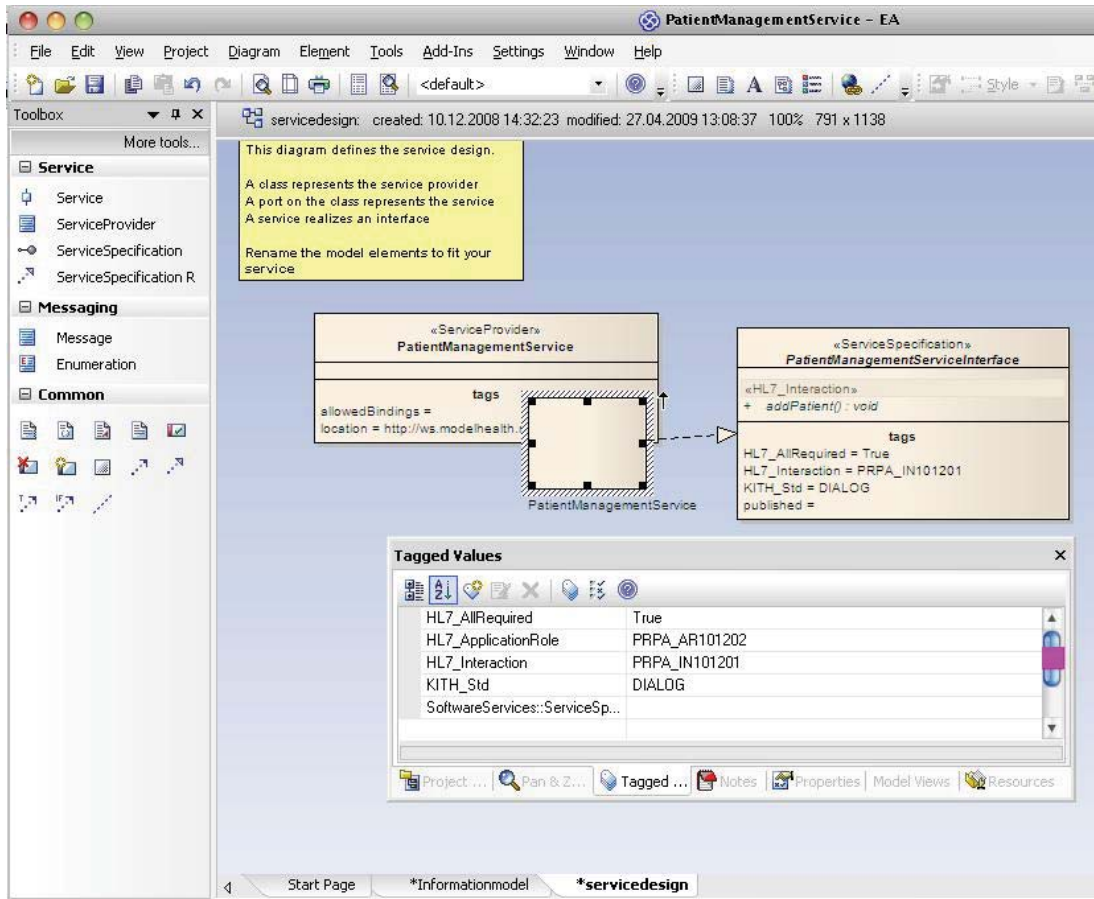 PatientManagementService - EA
File Edit View Project Diagram Element Tools Add-Ins Settings Window Help
<default>
Style
Toolbox
More tools...
servicedesign: created: 10.12.2008 14:32:23 modified: 27.04.2009 13:08:37 100% 791 x 1138
Service
Service
ServiceProvider
ServiceSpecification
ServiceSpecification R
Messaging
Message
Enumeration
Common
This diagram defines the service design.
A class represents the service provider
A port on the class represents the service
A service realizes an interface
Rename the model elements to fit your
service
«ServiceProvider»
PatientManagementService
tags
allowedBindings =
location = http://ws.modelhealth.
PatientManagementService
«ServiceSpecification»
PatientManagementServiceInterface
«HL7_Interaction»
+ addPatient() : void
tags
HL7_AllRequired = True
HL7_Interaction = PRPA_IN101201
KITH_Std = DIALOG
published =
Tagged Values
HL7_AllRequired True
HL7_ApplicationRole PRPA_AR101202
HL7_Interaction PRPA_IN101201
KITH_Std DIALOG
SoftwareServices::ServiceSp...
Project ... Pan & Z... Tagged ... Notes Properties Model Views Resources
Start Page *Informationmodel *servicedesign